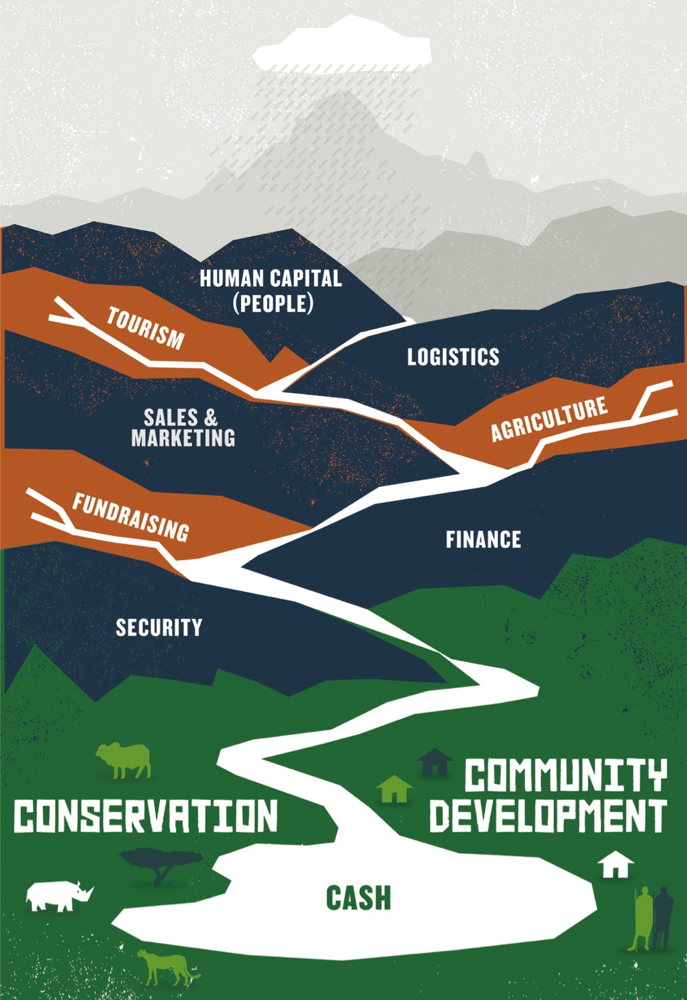 HUMAN CAPITAL
(PEOPLE)
TOURISM
LOGISTICS
SALES &
MARKETING
AGRICULTURE
FUNDRAISING
FINANCE
SECURITY
COMMUNITY
DEVELOPMENT
CONSERVATION
CASH